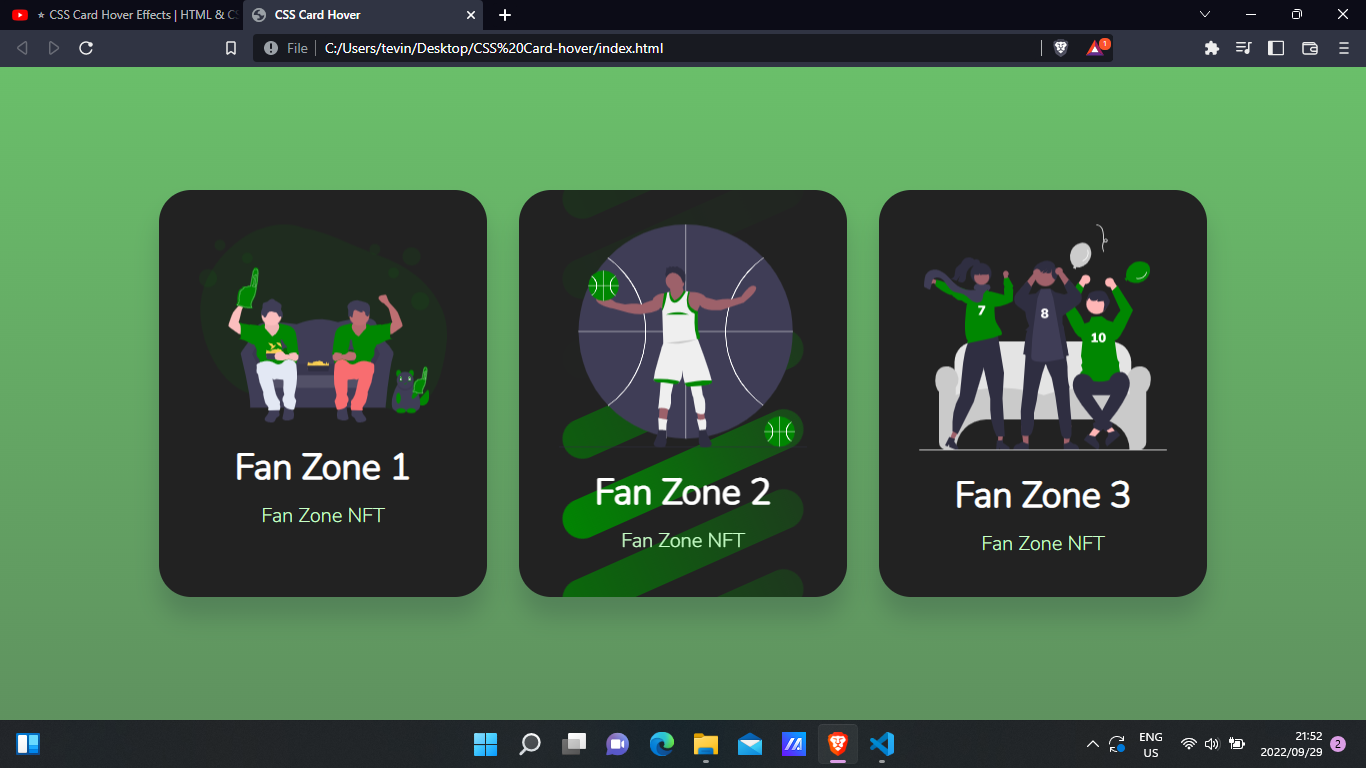 ★ CSS Card Hover Effects | HTML & CS
CSS Card Hover
File
C:/Users/tevin/Desktop/CSS%20Card-hover/index.html
1
7
8
10
Fan Zone 1
Fan Zone NFT
Fan Zone 2
Fan Zone NFT
Fan Zone 3
Fan Zone NFT
ENG
US
21:52
2022/09/29
2